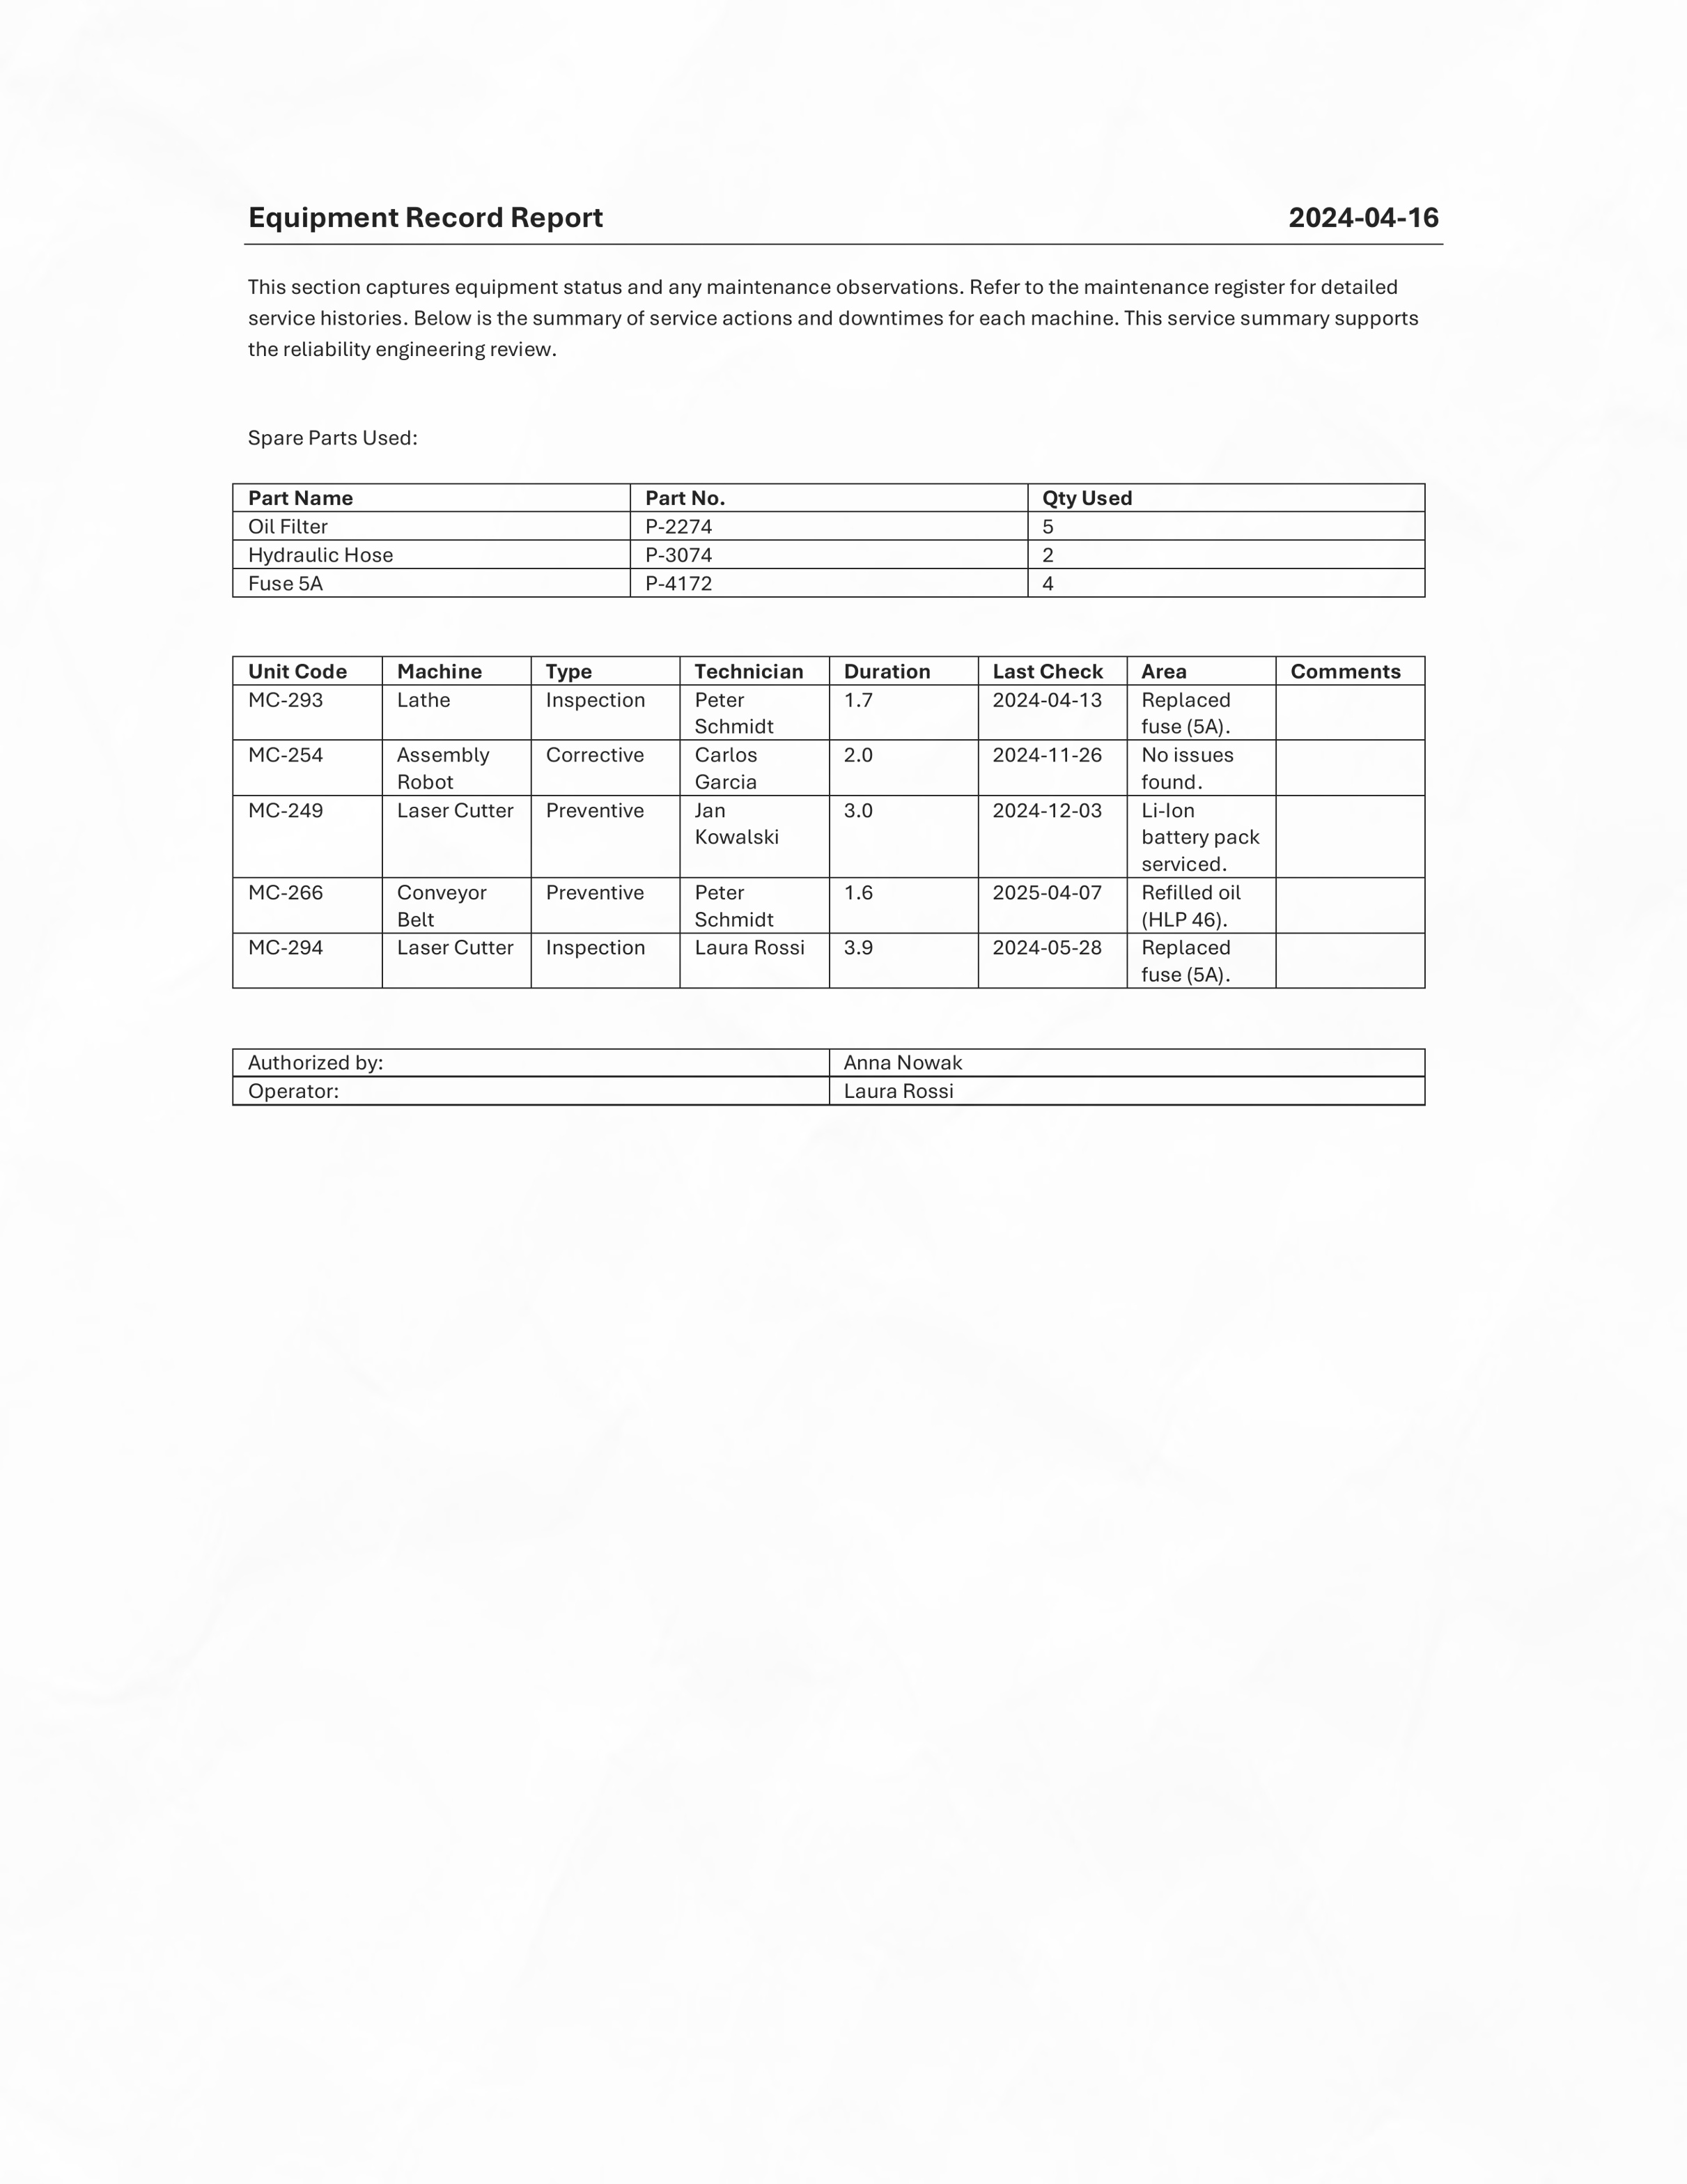 Equipment Record Report 2024-04-16
This section captures equipment status and any maintenance observations. Refer to the maintenance register for detailed
service histories. Below is the summary of service actions and downtimes for each machine. This service summary supports
the reliability engineering review.
Spare Parts Used:
Part Name Part No. Qty Used
Oil Filter P-2274 5
Hydraulic Hose P-3074 2
Fuse 5A P-4172 4
Unit Code Machine Type Technician Duration Last Check Area Comments
MC-293 Lathe Inspection Peter 1.7 2024-04-13 Replaced
Schmidt fuse (5A).
MC-254 Assembly Corrective Carlos 2.0 2024-11-26 No issues
Robot Garcia found.
MC-249 Laser Cutter Preventive Jan 3.0 2024-12-03 Li-Ion
Kowalski battery pack
serviced.
MC-266 Conveyor Preventive Peter 1.6 2025-04-07 Refilled oil
Belt Schmidt (HLP 46).
MC-294 Laser Cutter Inspection Laura Rossi 3.9 2024-05-28 Replaced
fuse (5A).
Authorized by: Anna Nowak
Operator: Laura Rossi